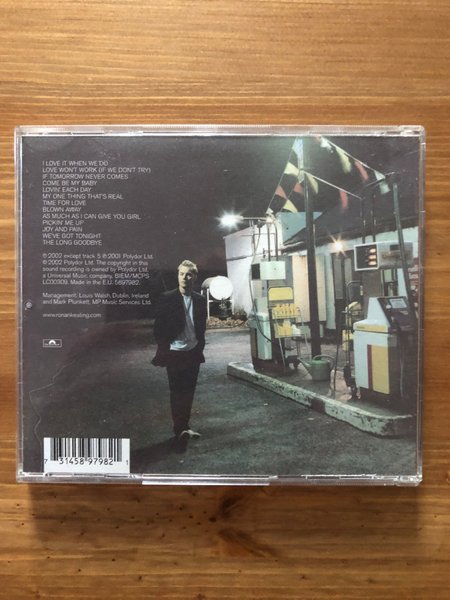 I LOVE IT WHEN WE DO
LOVE WON'T WORK (IF WE DON'T TRY)
IF TOMORROW NEVER COMES
COME BE MY BABY
LOVIN' EACH DAY
MY ONE THING THAT'S REAL
TIME FOR LOVE
BLOWN AWAY
AS MUCH AS I CAN GIVE YOU GIRL
PICKIN' ME UP
JOY AND PAIN
WE'VE GOT TONIGHT
THE LONG GOODBYE
℗ 2002 except track 5 ℗ 2001 Polydor Ltd.
© 2002 Polydor Ltd. The copyright in this
sound recording is owned by Polydor Ltd,
a Universal Music company. BIEM/MCPS
LC00309. Made in the E.U. 5897982.
Management: Louis Walsh, Dublin, Ireland
and Mark Plunkett, MP Music Services Ltd.
www.ronankeating.com
7 31458 97982 1